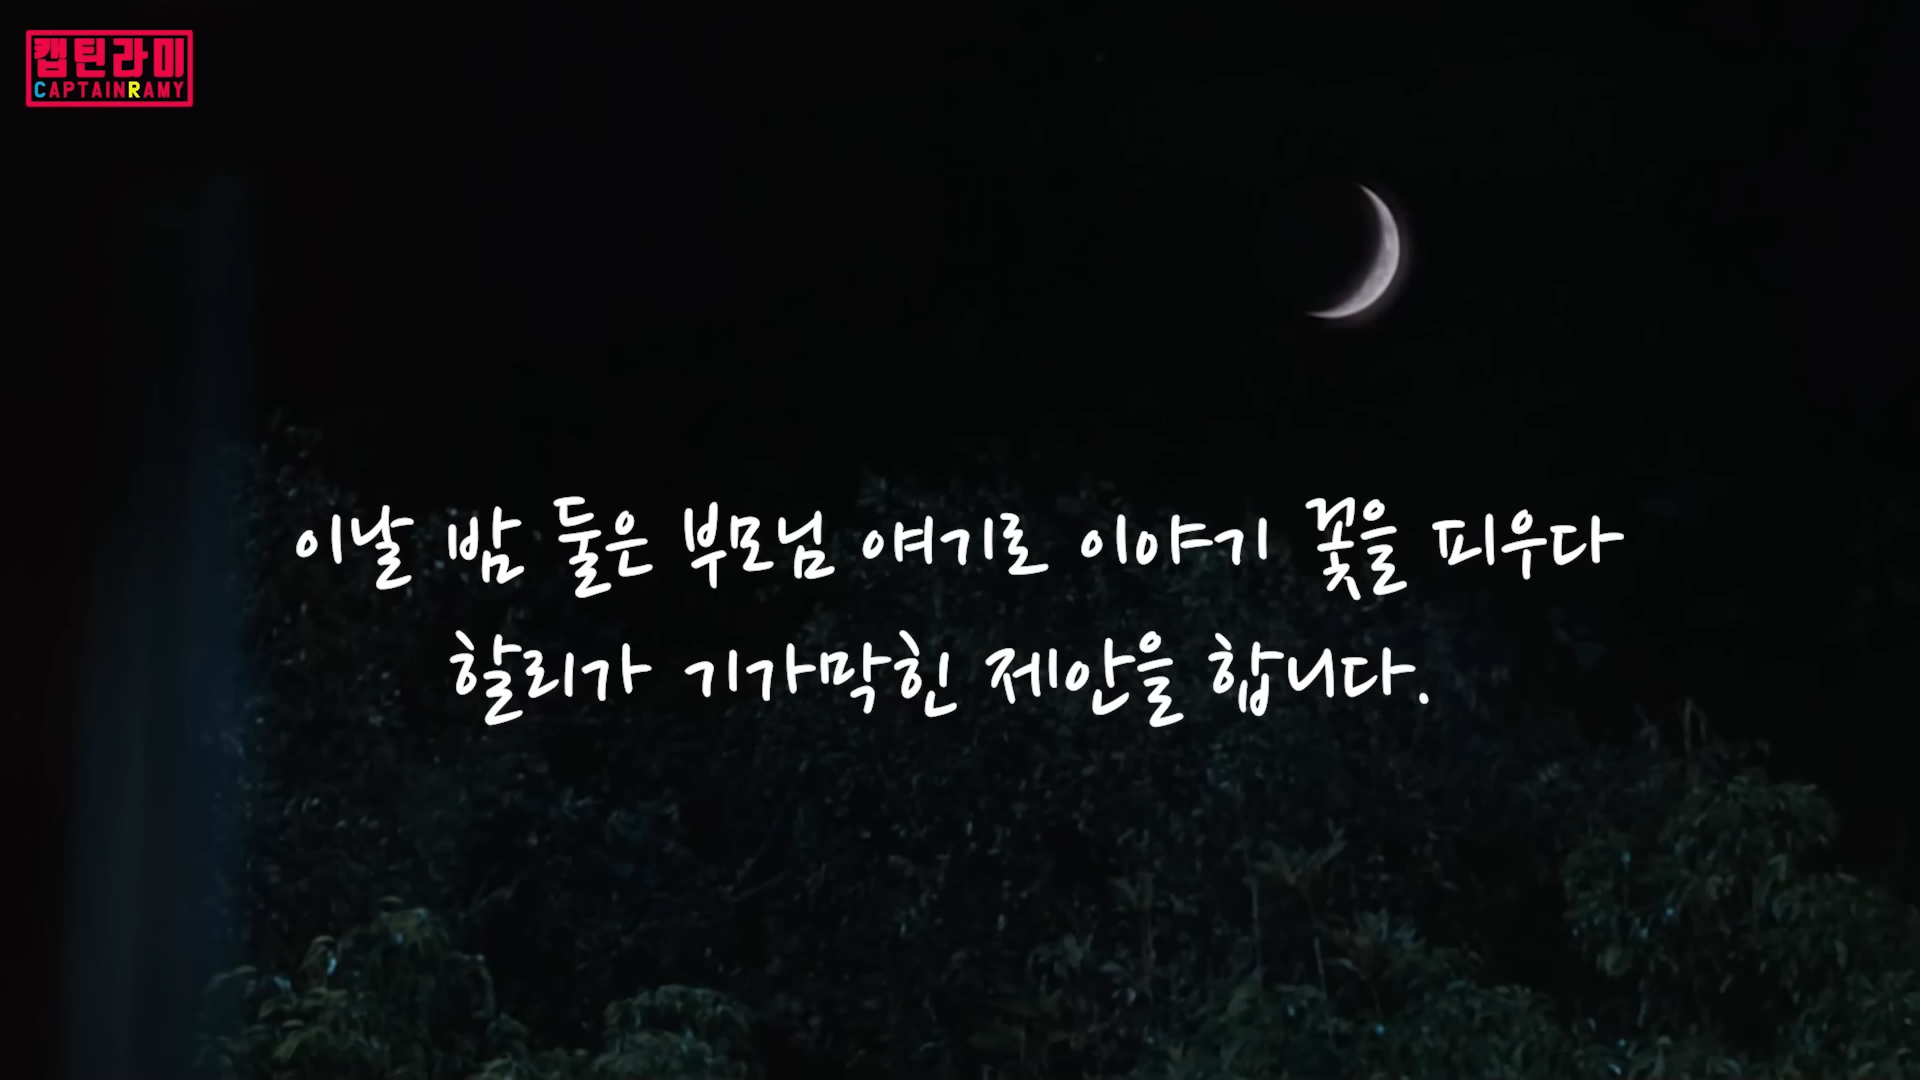 캡틴라미
CAPTAINRAMY
이날 밤 둘은 부모님 얘기로 이야기 꽃을 피우다
할리가 기가막힌 제안을 합니다.